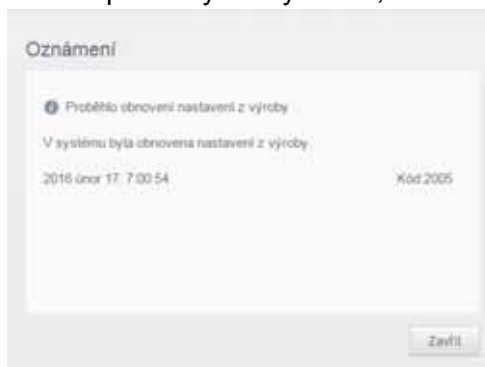 Oznámení
Proběhlo obnovení nastavení z výroby
V systému byla obnovena nastavení z výroby.
2016 únor 17. 7:00:54 Kód:2005
Zavřít